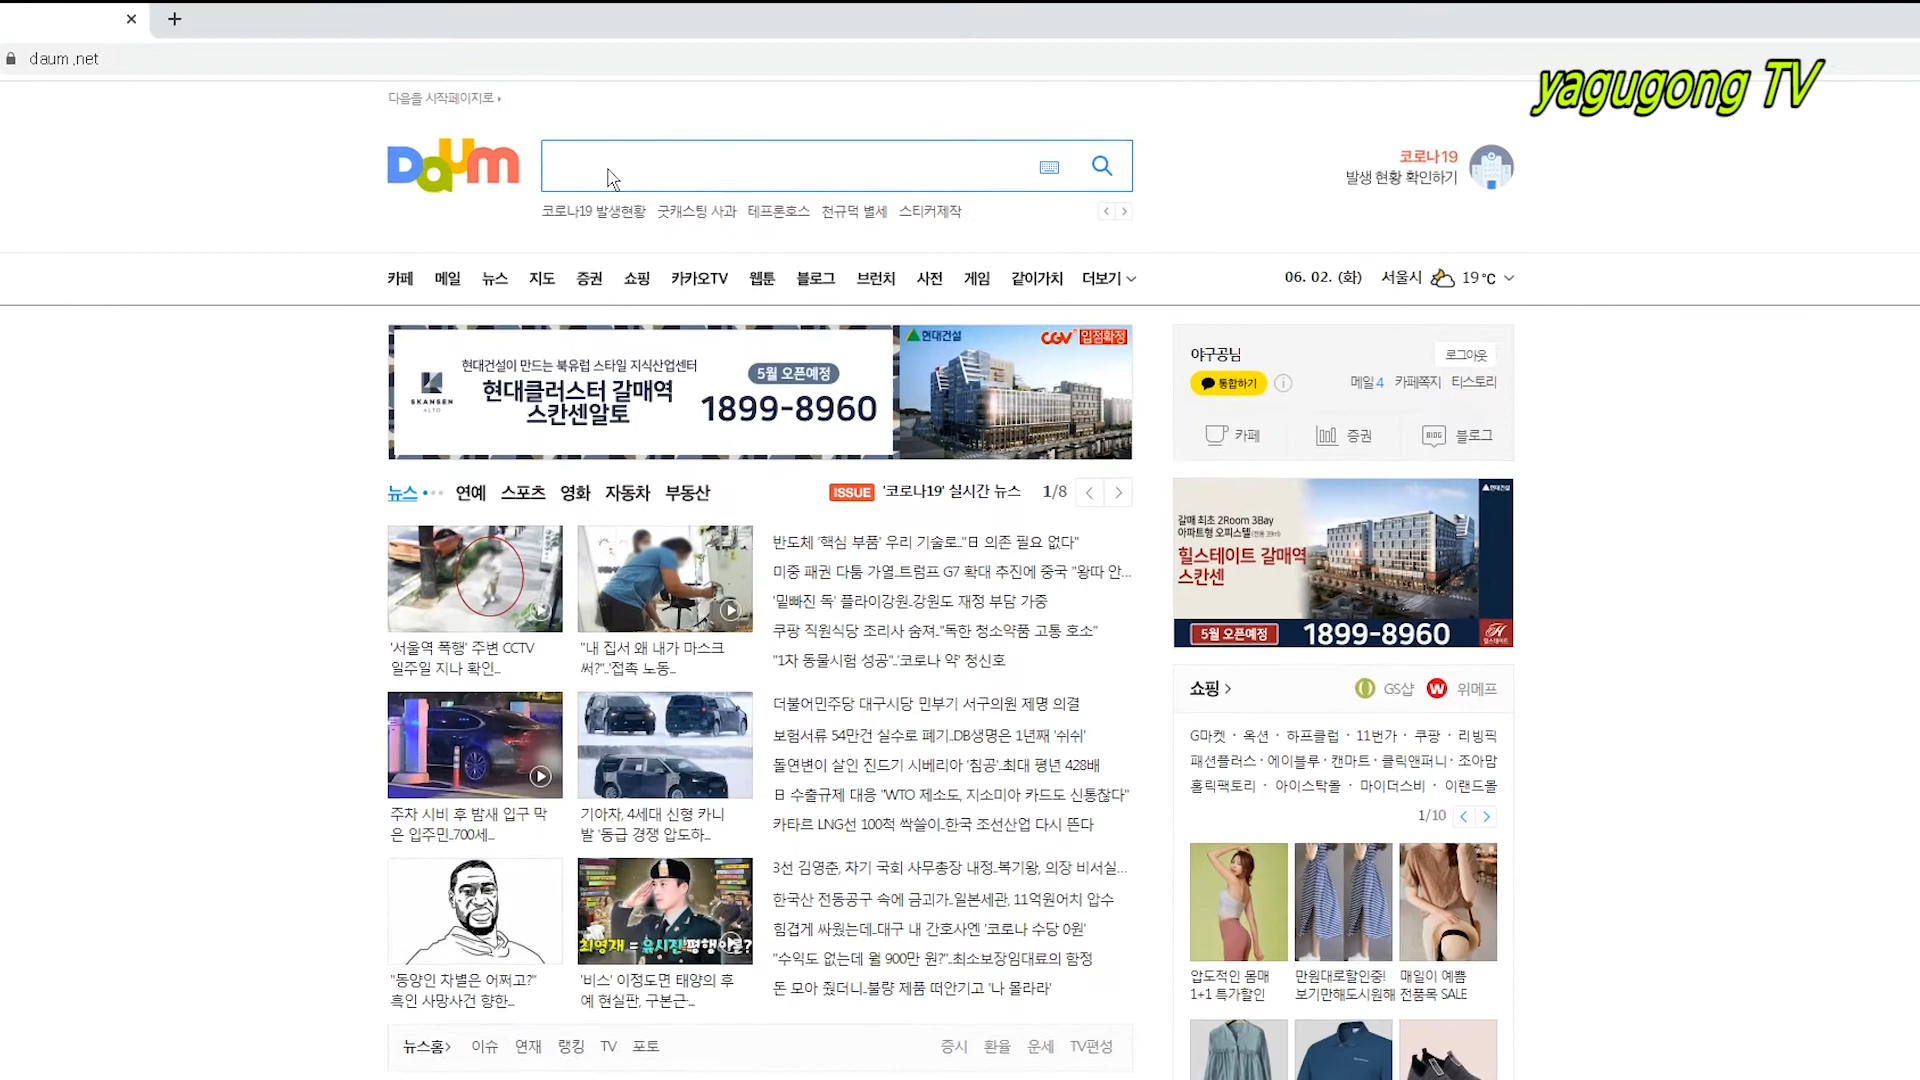 daum.net
yagugong TV
다음을 시작페이지로
Daum
코로나19
발생 현황 확인하기
코로나19 발생현황 굿캐스팅 사과 테프론호스 천규덕 별세 스티커제작
카페 메일 뉴스 지도 증권 쇼핑 카카오TV 웹툰 블로그 브런치 사전 게임 같이가치 더보기
06. 02. (화) 서울시 19℃
현대건설이 만드는 북유럽 스타일 지식산업센터
현대클러스터 갈매역
스칸센알토
SKANSEN
ALTO
5월 오픈예정
1899-8960
현대건설
CGV 입점확정
야구공님
로그아웃
통합하기
메일 4 카페쪽지 티스토리
카페 증권 BLOG 블로그
뉴스 연예 스포츠 영화 자동차 부동산
ISSUE '코로나19' 실시간 뉴스 1/8
'서울역 폭행' 주변 CCTV
일주일 지나 확인...
"내 집서 왜 내가 마스크
써?"..'접촉 노동...
주차 시비 후 밤새 입구 막
은 입주민..700세...
기아차, 4세대 신형 카니
발 '동급 경쟁 압도하...
최영재 = 유시진 평행이론?
"동양인 차별은 어쩌고?"
흑인 사망사건 향한...
'비스' 이정도면 태양의 후
예 현실판, 구본근...
반도체 '핵심 부품' 우리 기술로.."日 의존 필요 없다"
미중 패권 다툼 가열..트럼프 G7 확대 추진에 중국 "왕따 안...
'밑빠진 독' 플라이강원..강원도 재정 부담 가중
쿠팡 직원식당 조리사 숨져.."독한 청소약품 고통 호소"
"1차 동물시험 성공"..'코로나 약' 청신호
더불어민주당 대구시당 민부기 서구의원 제명 의결
보험서류 54만건 실수로 폐기..DB생명은 1년째 '쉬쉬'
돌연변이 살인 진드기 시베리아 '침공'..최대 평년 428배
日 수출규제 대응 "WTO 제소도, 지소미아 카드도 신통찮다"
카타르 LNG선 100척 싹쓸이..한국 조선산업 다시 뜬다
3선 김영춘, 차기 국회 사무총장 내정..복기왕, 의장 비서실...
한국산 전동공구 속에 금괴가..일본세관, 11억원어치 압수
힘겹게 싸웠는데..대구 내 간호사엔 '코로나 수당 0원'
"수익도 없는데 월 900만 원?"..최소보장임대료의 함정
돈 모아 줬더니..불량 제품 떠안기고 '나 몰라라'
현대건설
갈매 최초 2Room 3Bay
아파트형 오피스텔
힐스테이트 갈매역
스칸센
5월 오픈예정 1899-8960
힐스테이트
쇼핑
GS샵 위메프
G마켓 · 옥션 · 하프클럽 · 11번가 · 쿠팡 · 리빙픽
패션플러스 · 에이블루 · 캔마트 · 클릭앤퍼니 · 조아맘
홀릭팩토리 · 아이스탁몰 · 마이더스비 · 이랜드몰
1/10
압도적인 몸매
1+1 특가할인
만원대로할인중!
보기만해도시원해
매일이 예쁨
전품목 SALE
뉴스홈 이슈 연재 랭킹 TV 포토
증시 환율 운세 TV편성